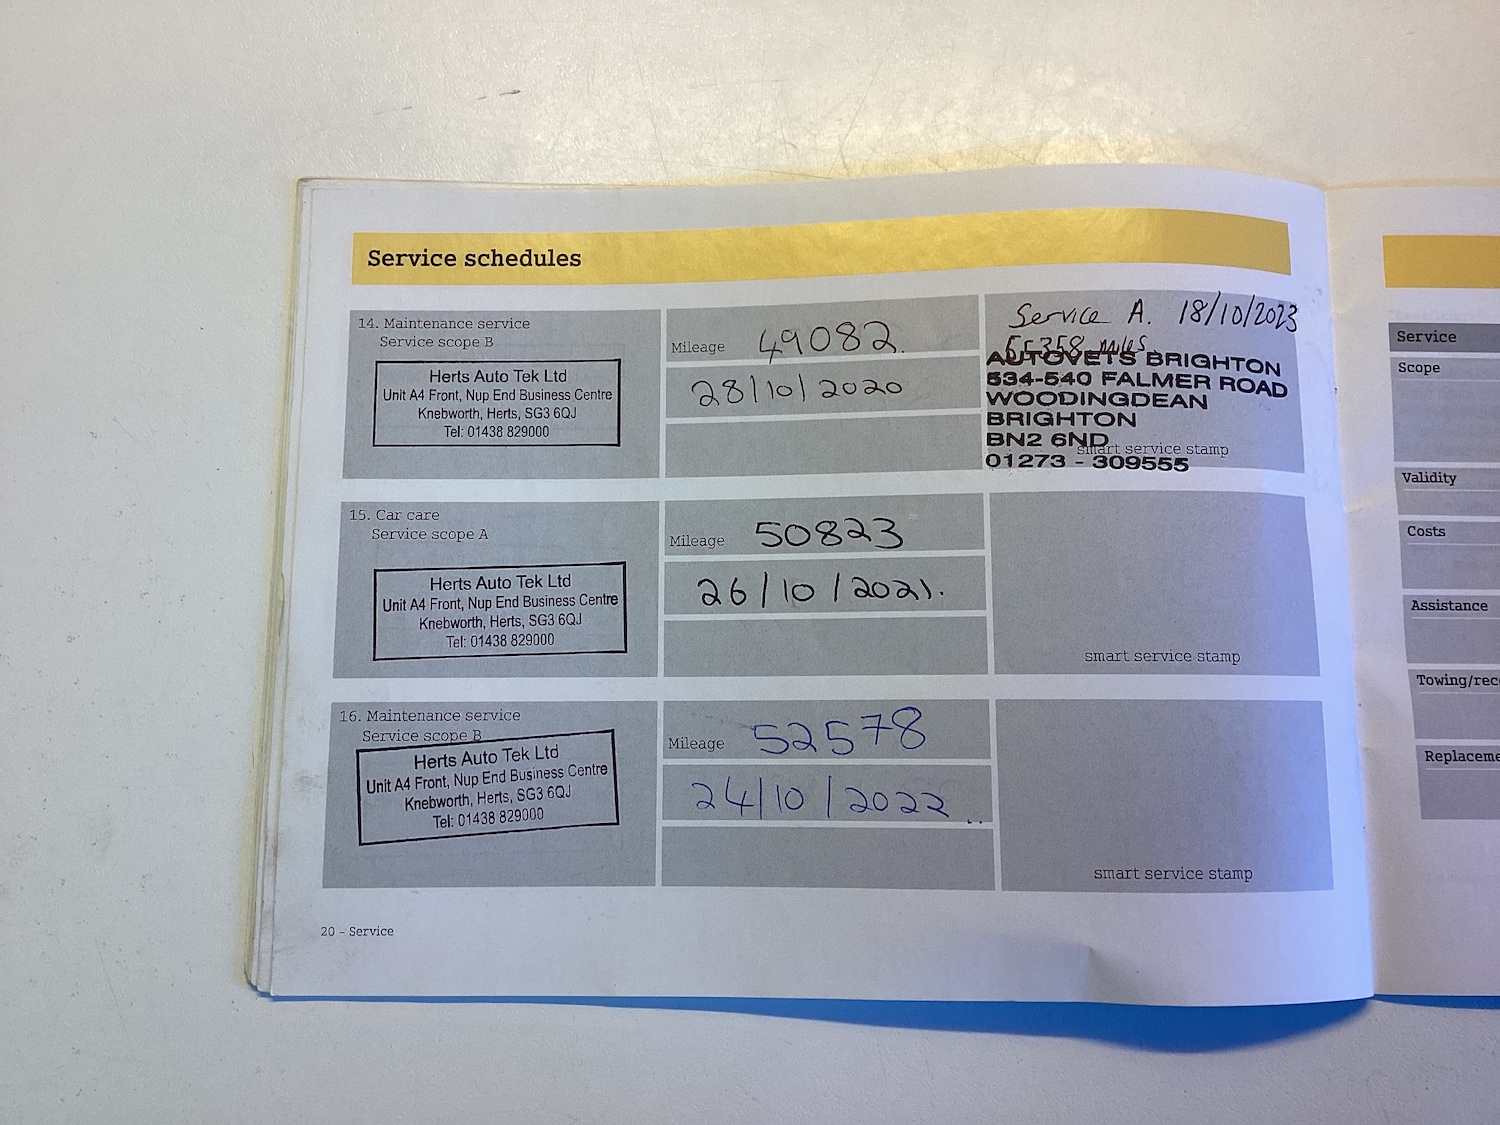 Service schedules
14. Maintenance service
Service scope B
Herts Auto Tek Ltd
Unit A4 Front, Nup End Business Centre
Knebworth, Herts, SG3 6QJ
Tel: 01438 829000
Mileage 49082.
28/10/2020
Service A. 18/10/2023
55358 miles
AUTOVETS BRIGHTON
534-540 FALMER ROAD
WOODINGDEAN
BRIGHTON
BN2 6ND
smart service stamp
01273 - 309555
15. Car care
Service scope A
Herts Auto Tek Ltd
Unit A4 Front, Nup End Business Centre
Knebworth, Herts, SG3 6QJ
Tel: 01438 829000
Mileage 50823
26/10/2021.
smart service stamp
16. Maintenance service
Service scope B
Herts Auto Tek Ltd
Unit A4 Front, Nup End Business Centre
Knebworth, Herts, SG3 6QJ
Tel: 01438 829000
Mileage 52578
24/10/2022
smart service stamp
20 - Service
Service
Scope
Validity
Costs
Assistance
Towing/rec
Replaceme